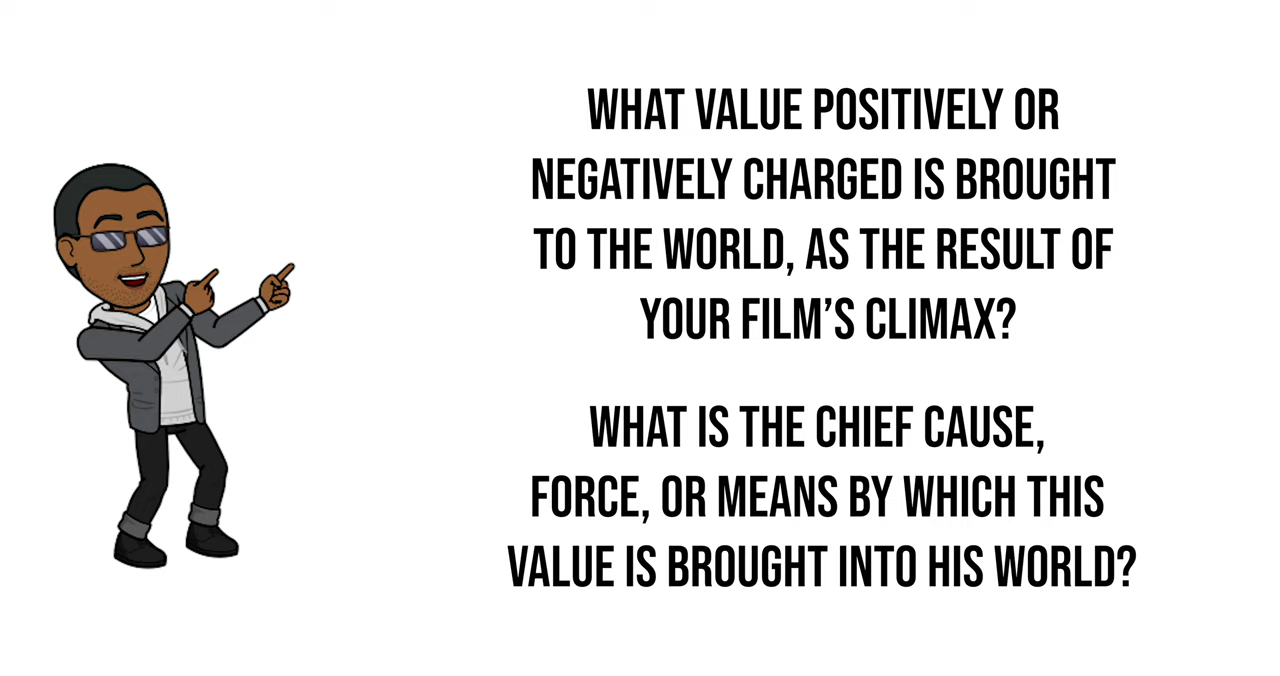 WHAT VALUE POSITIVELY OR
NEGATIVELY CHARGED IS BROUGHT
TO THE WORLD, AS THE RESULT OF
YOUR FILM'S CLIMAX?
WHAT IS THE CHIEF CAUSE,
FORCE, OR MEANS BY WHICH THIS
VALUE IS BROUGHT INTO HIS WORLD?